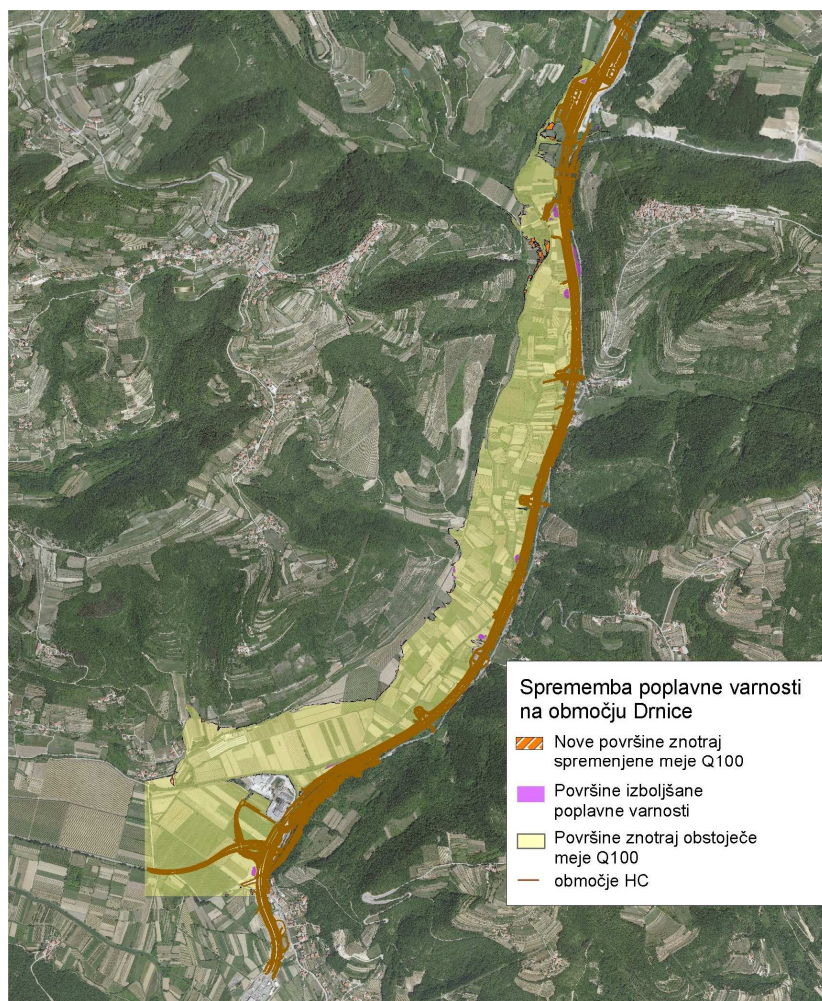 Sprememba poplavne varnosti
na območju Drnice
Nove površine znotraj
spremenjene meje Q100
Površine izboljšane
poplavne varnosti
Površine znotraj obstoječe
meje Q100
območje HC